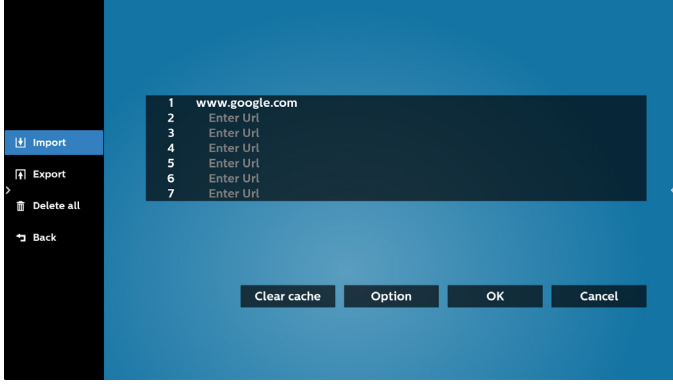 1 www.google.com
2 Enter Url
3 Enter Url
4 Enter Url
5 Enter Url
6 Enter Url
7 Enter Url
Import
Export
Delete all
Back
Clear cache Option OK Cancel